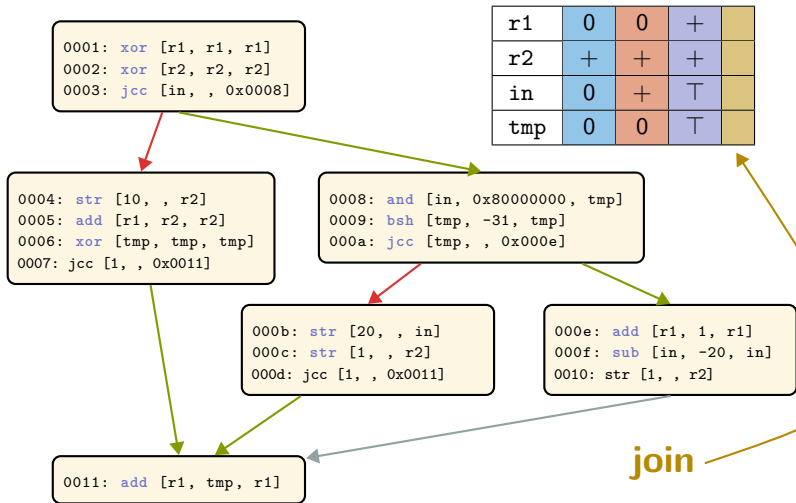 r1 0 0 +
r2 + + +
in 0 + ⊤
tmp 0 0 ⊤
0001: xor [r1, r1, r1]
0002: xor [r2, r2, r2]
0003: jcc [in, , 0x0008]
0004: str [10, , r2]
0005: add [r1, r2, r2]
0006: xor [tmp, tmp, tmp]
0007: jcc [1, , 0x0011]
0008: and [in, 0x80000000, tmp]
0009: bsh [tmp, -31, tmp]
000a: jcc [tmp, , 0x000e]
000b: str [20, , in]
000c: str [1, , r2]
000d: jcc [1, , 0x0011]
000e: add [r1, 1, r1]
000f: sub [in, -20, in]
0010: str [1, , r2]
0011: add [r1, tmp, r1]
join